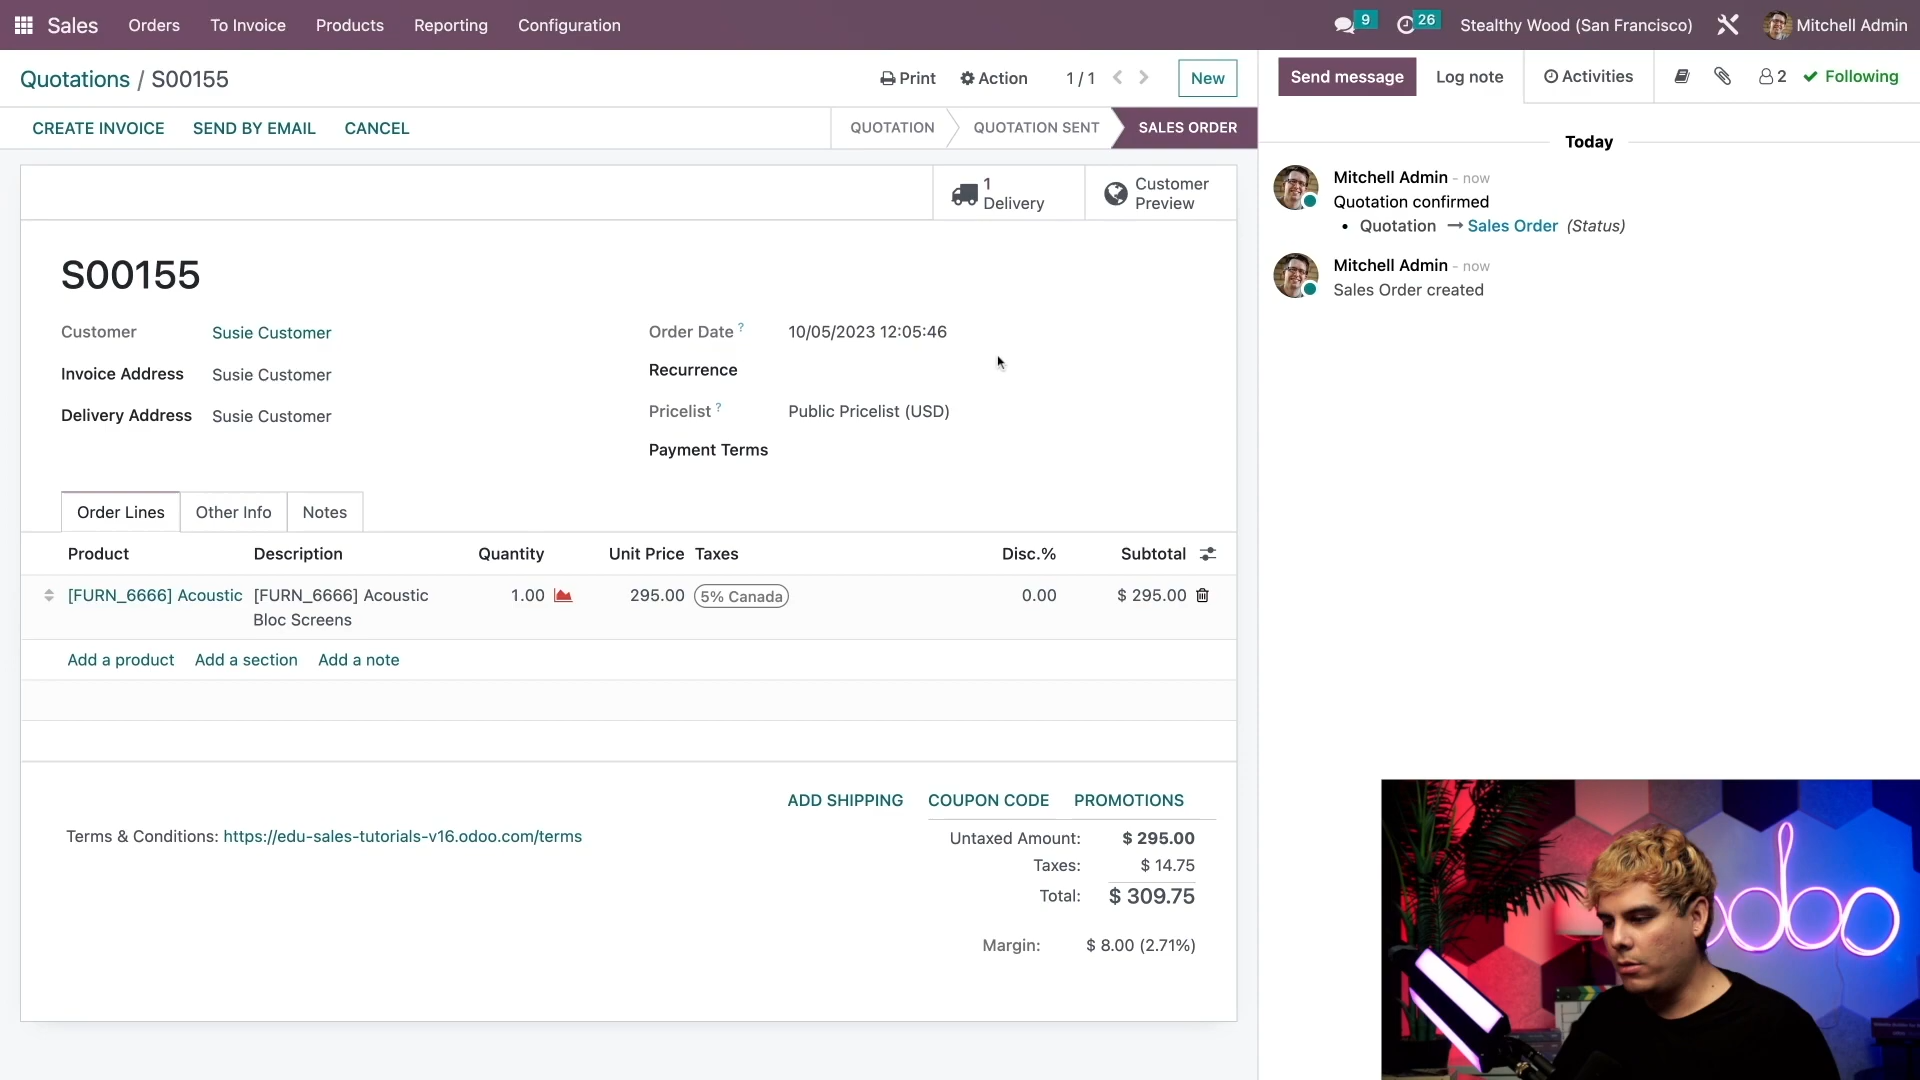 Sales Orders To Invoice Products Reporting Configuration 9 26 Stealthy Wood (San Francisco) Mitchell Admin
Quotations / S00155 Print Action 1 / 1 New
CREATE INVOICE SEND BY EMAIL CANCEL QUOTATION QUOTATION SENT SALES ORDER
1
Delivery
Customer
Preview
S00155
Customer Susie Customer
Invoice Address Susie Customer
Delivery Address Susie Customer
Order Date ? 10/05/2023 12:05:46
Recurrence
Pricelist ? Public Pricelist (USD)
Payment Terms
Order Lines Other Info Notes
Product Description Quantity Unit Price Taxes Disc.% Subtotal
[FURN_6666] Acoustic [FURN_6666] Acoustic 1.00 295.00 5% Canada 0.00 $ 295.00
Bloc Screens
Add a product Add a section Add a note
ADD SHIPPING COUPON CODE PROMOTIONS
Terms & Conditions: https://edu-sales-tutorials-v16.odoo.com/terms
Untaxed Amount: $ 295.00
Taxes: $ 14.75
Total: $ 309.75
Margin: $ 8.00 (2.71%)
Send message Log note Activities 2 Following
Today
Mitchell Admin - now
Quotation confirmed
• Quotation → Sales Order (Status)
Mitchell Admin - now
Sales Order created
odoo